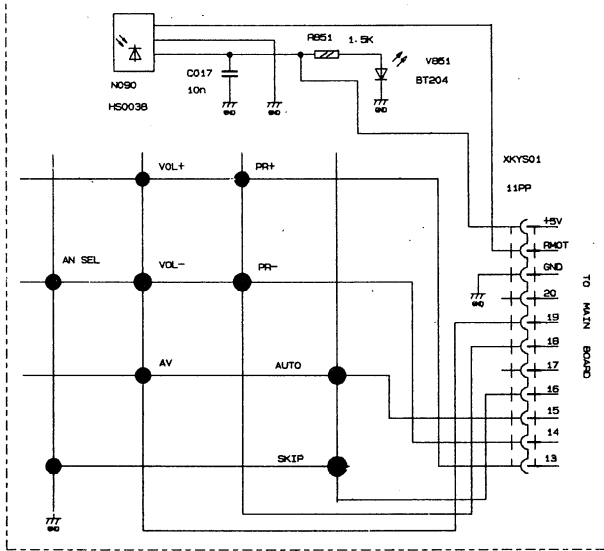 R851 1.5K
V851
BT204
C017
10n
N090
HS0038
GND
GND
GND
XKYS01
11PP
VOL+
PR+
+5V
RMOT
AN SEL
VOL-
PR-
GND
GND
20
19
18
AV
AUTO
17
16
15
14
SKIP
13
GND
TO MAIN BOARD